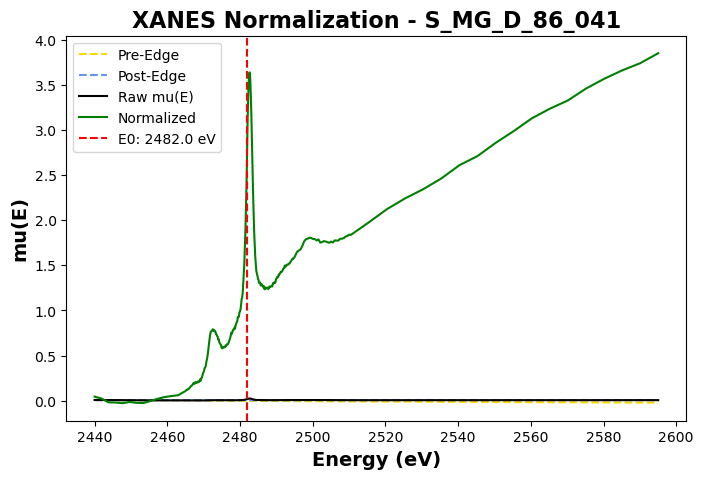 XANES Normalization - S_MG_D_86_041
4.0
3.5
3.0
2.5
2.0
1.5
1.0
0.5
0.0
mu(E)
Pre-Edge
Post-Edge
Raw mu(E)
Normalized
E0: 2482.0 eV
2440 2460 2480 2500 2520 2540 2560 2580 2600
Energy (eV)